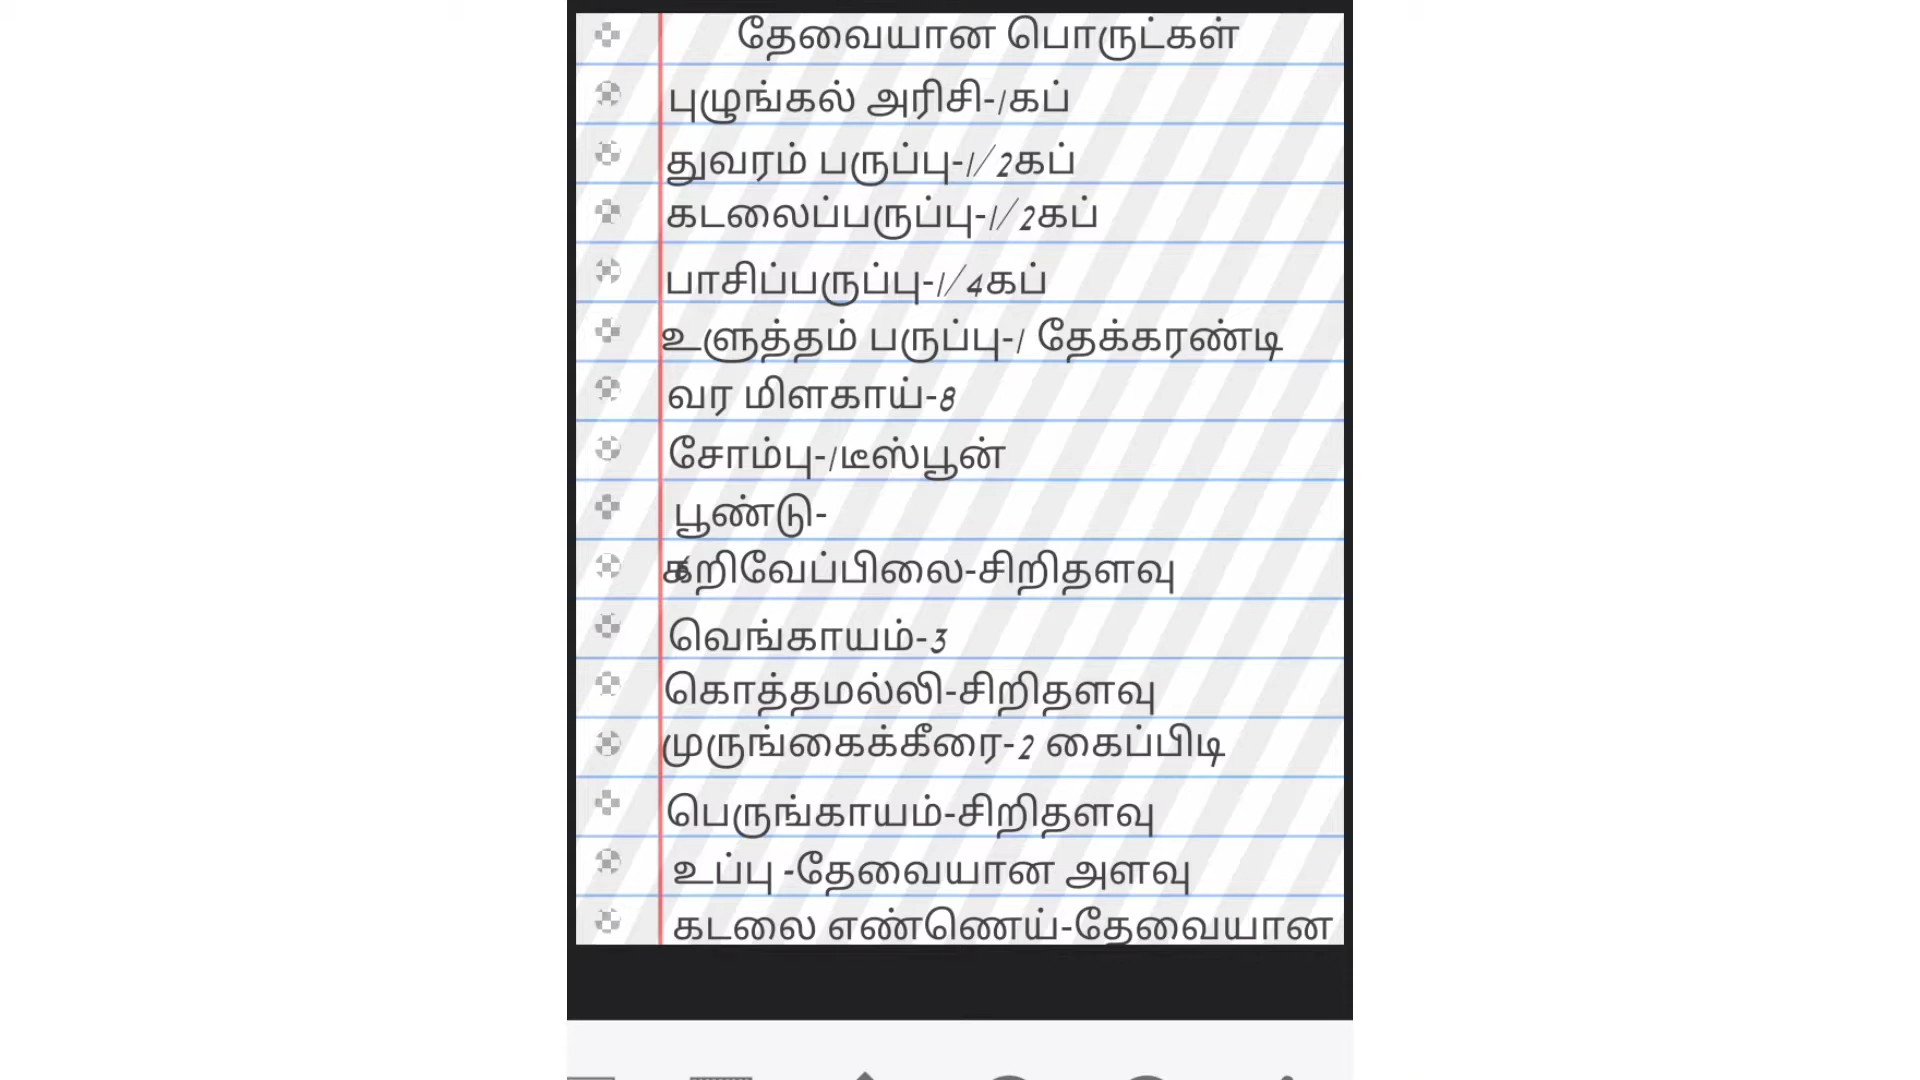 தேவையான பொருட்கள்
புழுங்கல் அரிசி-1கப்
துவரம் பருப்பு-1/2கப்
கடலைப்பருப்பு-1/2கப்
பாசிப்பருப்பு-1/4கப்
உளுத்தம் பருப்பு-1 தேக்கரண்டி
வர மிளகாய்-8
சோம்பு-1டீஸ்பூன்
பூண்டு-
கறிவேப்பிலை-சிறிதளவு
வெங்காயம்-3
கொத்தமல்லி-சிறிதளவு
முருங்கைக்கீரை-2 கைப்பிடி
பெருங்காயம்-சிறிதளவு
உப்பு -தேவையான அளவு
கடலை எண்ணெய்-தேவையான